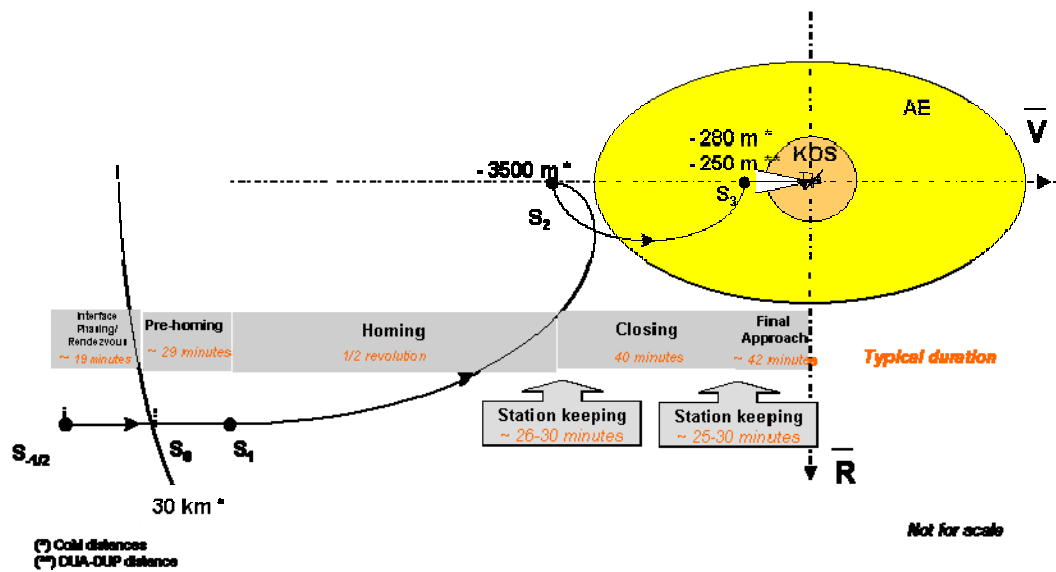 AE
V
- 280 m *
- 250 m **
KOS
- 3500 m *
S3
S2
Interface
Phasing/
Rendezvous
~ 19 minutes
Pre-homing
~ 29 minutes
Homing
1/2 revolution
Closing
40 minutes
Final
Approach
~ 42 minutes
Typical duration
Station keeping
~ 26-30 minutes
Station keeping
~ 25-30 minutes
S-1/2
S0
S1
R
30 km *
Not for scale
(*) CoM distances
(**) DUA-DUP distance